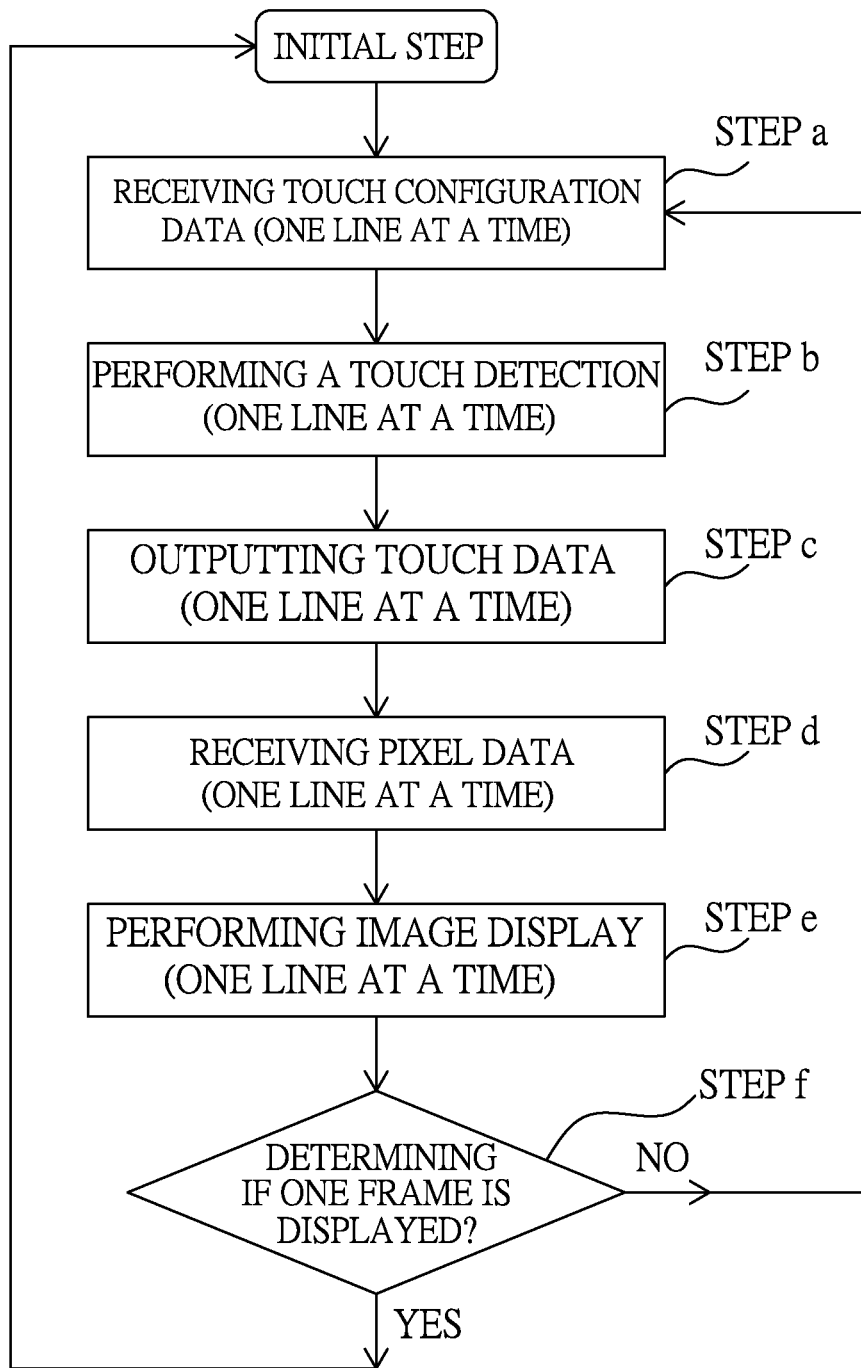 INITIAL STEP
STEP a
RECEIVING TOUCH CONFIGURATION
DATA (ONE LINE AT A TIME)
STEP b
PERFORMING A TOUCH DETECTION
(ONE LINE AT A TIME)
STEP c
OUTPUTTING TOUCH DATA
(ONE LINE AT A TIME)
STEP d
RECEIVING PIXEL DATA
(ONE LINE AT A TIME)
STEP e
PERFORMING IMAGE DISPLAY
(ONE LINE AT A TIME)
STEP f
DETERMINING
IF ONE FRAME IS
DISPLAYED?
NO
YES